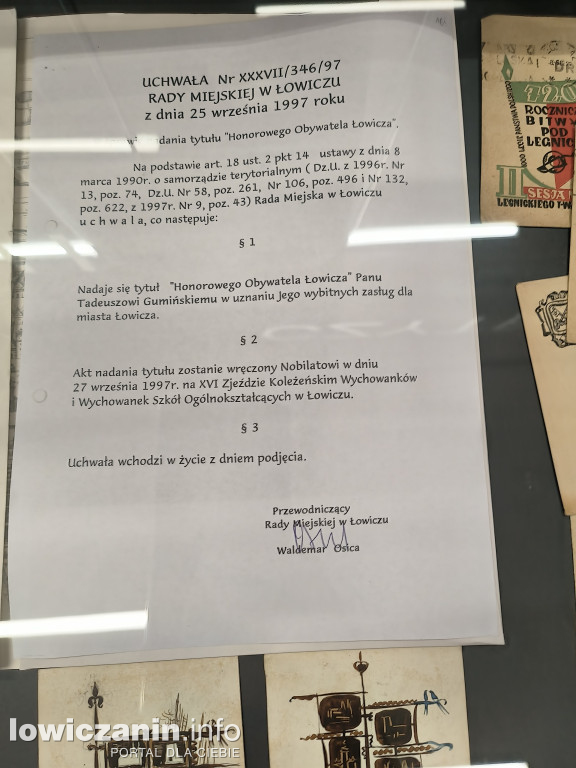 UCHWAŁA Nr XXXVII/346/97
RADY MIEJSKIEJ W ŁOWICZU
z dnia 25 września 1997 roku
nadania tytułu "Honorowego Obywatela Łowicza",
Na podstawie art. 18 ust. 2 pkt 14 ustawy z dnia 8
marca 1990r. o samorządzie terytorialnym ( Dz.U. z 1996r. Nr
13, poz. 74, Dz.U. Nr 58, poz. 261, Nr 106, poz. 496 i Nr 132,
poz. 622, z 1997r. Nr 9, poz. 43) Rada Miejska w Łowiczu
u c h w a l a, co następuje:
§ 1
Nadaje się tytuł "Honorowego Obywatela Łowicza" Panu
Tadeuszowi Gumińskiemu w uznaniu Jego wybitnych zasług dla
miasta Łowicza.
§ 2
Akt nadania tytułu zostanie wręczony Nobilatowi w dniu
27 września 1997r. na XVI Zjeździe Koleżeńskim Wychowanków
i Wychowanek Szkół Ogólnokształcących w Łowiczu.
§ 3
Uchwała wchodzi w życie z dniem podjęcia.
Przewodniczący
Rady Miejskiej w Łowiczu
Waldemar Osica
ROCZNIC
BITW
POD
LEGNIC
II
SESJA
LEGNICKIEGO
lowiczanin.info
PORTAL DLA CIEBIE